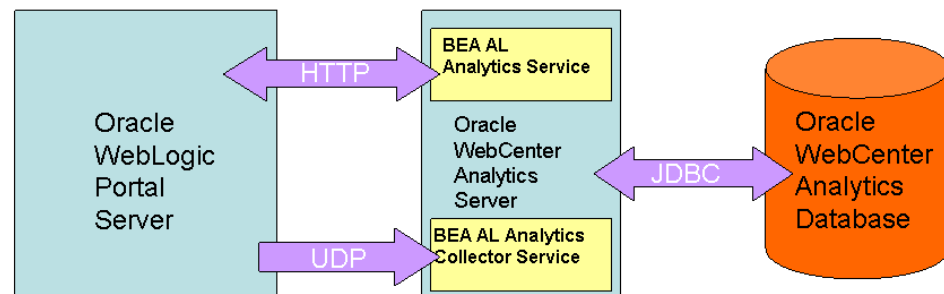 Oracle
WebLogic
Portal
Server
HTTP
UDP
BEA AL
Analytics Service
Oracle
WebCenter
Analytics
Server
BEA AL Analytics
Collector Service
JDBC
Oracle
WebCenter
Analytics
Database